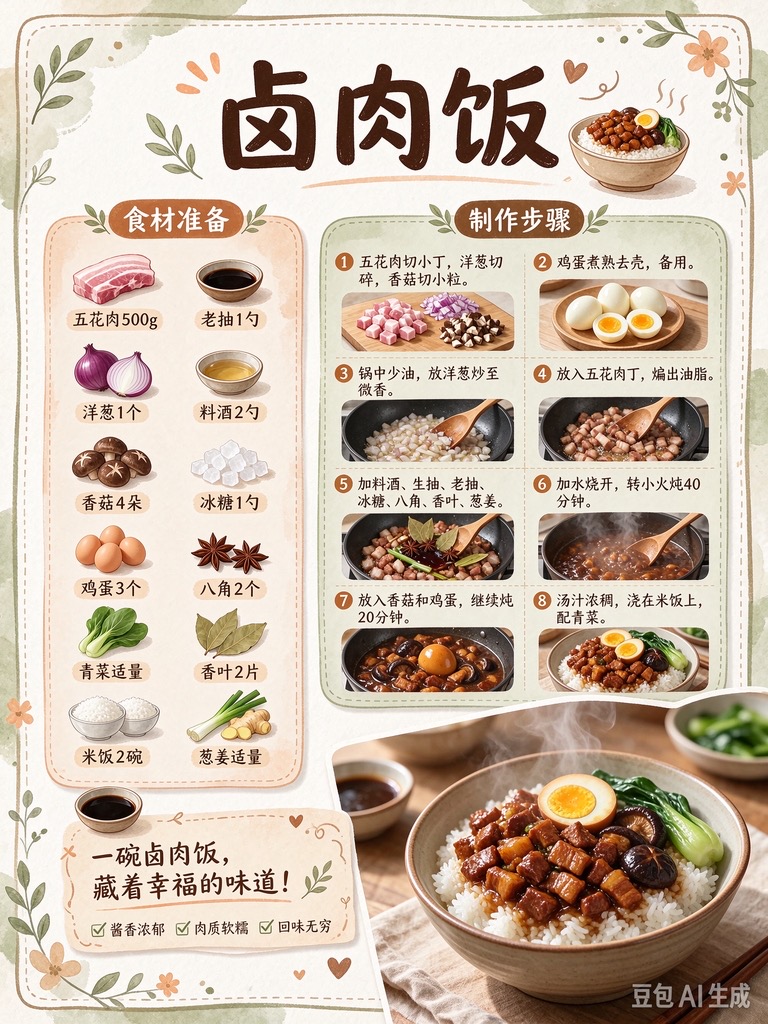 卤肉饭
食材准备
五花肉500g
老抽1勺
洋葱1个
料酒2勺
香菇4朵
冰糖1勺
鸡蛋3个
八角2个
青菜适量
香叶2片
米饭2碗
葱姜适量
制作步骤
1 五花肉切小丁，洋葱切
碎，香菇切小粒。
2 鸡蛋煮熟去壳，备用。
3 锅中少油，放洋葱炒至
微香。
4 放入五花肉丁，煸出油脂。
5 加料酒、生抽、老抽、
冰糖、八角、香叶、葱姜。
6 加水烧开，转小火炖40
分钟。
7 放入香菇和鸡蛋，继续炖
20分钟。
8 汤汁浓稠，浇在米饭上，
配青菜。
一碗卤肉饭，
藏着幸福的味道！
酱香浓郁 肉质软糯 回味无穷
豆包AI生成